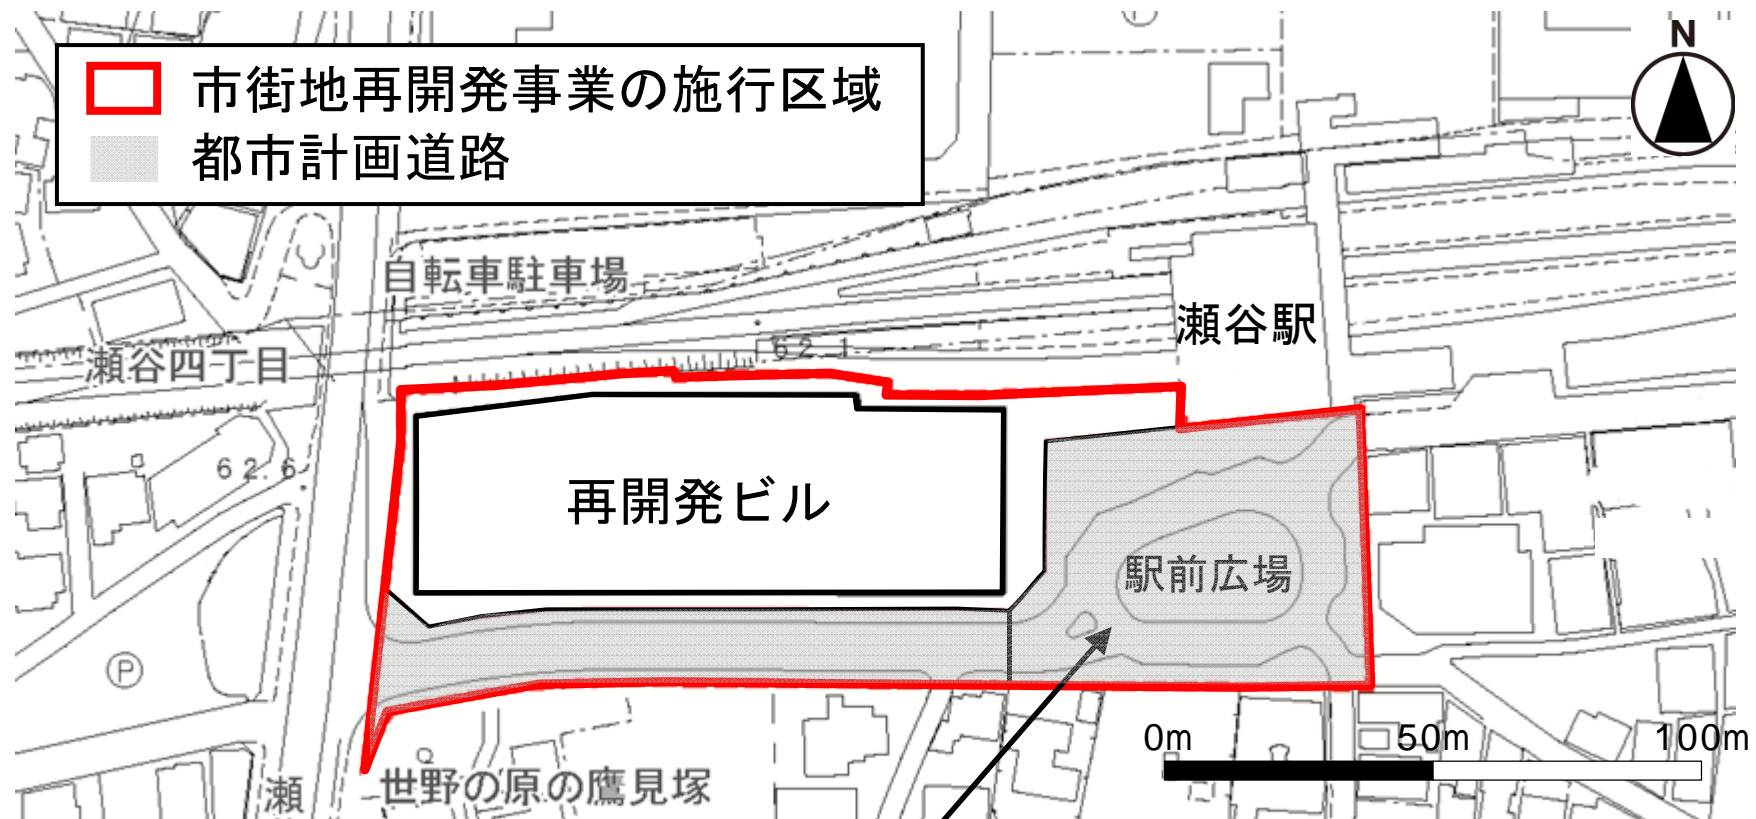 市街地再開発事業の施行区域
都市計画道路
N
自転車駐車場
瀬谷駅
62.1
瀬谷四丁目
62.6
再開発ビル
駅前広場
P
0m 50m 100m
世野の原の鷹見塚
瀬